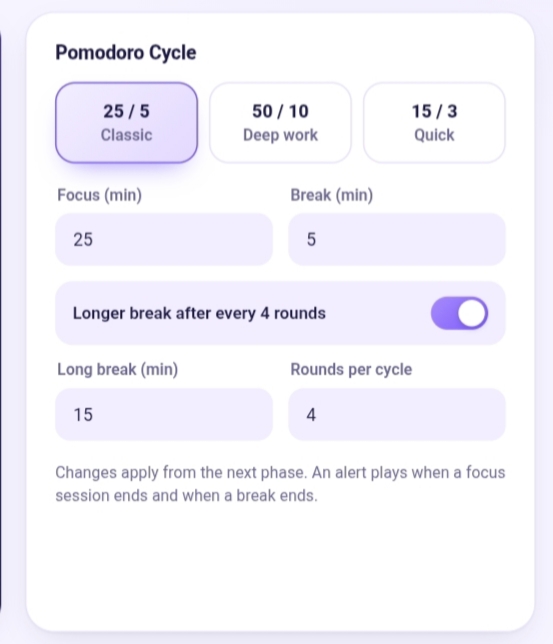 Pomodoro Cycle
25 / 5
Classic
50 / 10
Deep work
15 / 3
Quick
Focus (min)
Break (min)
25
5
Longer break after every 4 rounds
Long break (min)
Rounds per cycle
15
4
Changes apply from the next phase. An alert plays when a focus
session ends and when a break ends.